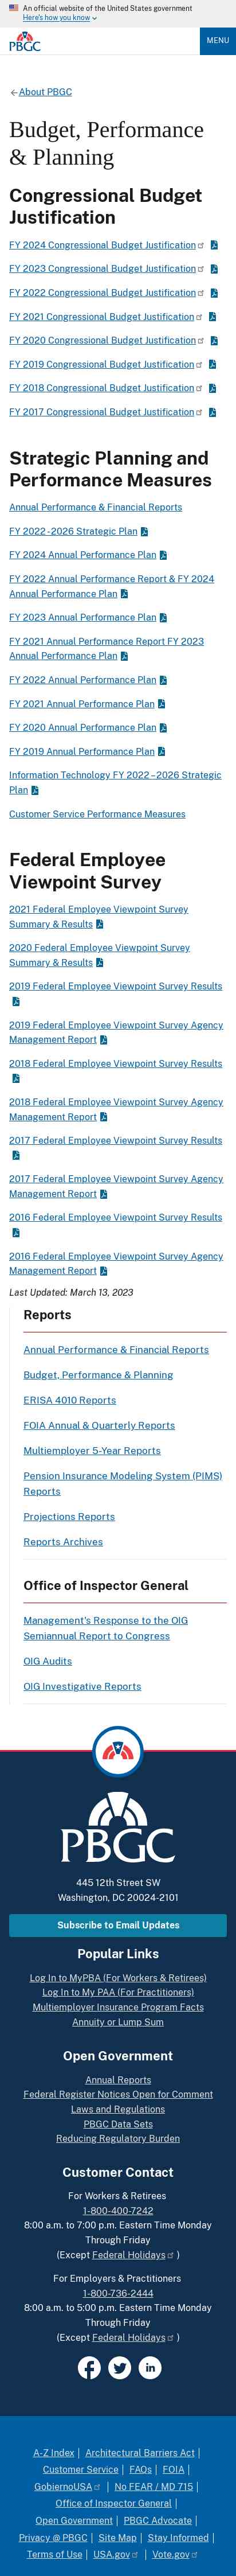 An official website of the United States government
Here's how you know
PBGC
MENU
About PBGC
Budget, Performance
& Planning
Congressional Budget
Justification
FY 2024 Congressional Budget Justification
FY 2023 Congressional Budget Justification
FY 2022 Congressional Budget Justification
FY 2021 Congressional Budget Justification
FY 2020 Congressional Budget Justification
FY 2019 Congressional Budget Justification
FY 2018 Congressional Budget Justification
FY 2017 Congressional Budget Justification
Strategic Planning and
Performance Measures
Annual Performance & Financial Reports
FY 2022-2026 Strategic Plan
FY 2024 Annual Performance Plan
FY 2022 Annual Performance Report & FY 2024
Annual Performance Plan
FY 2023 Annual Performance Plan
FY 2021 Annual Performance Report FY 2023
Annual Performance Plan
FY 2022 Annual Performance Plan
FY 2021 Annual Performance Plan
FY 2020 Annual Performance Plan
FY 2019 Annual Performance Plan
Information Technology FY 2022–2026 Strategic
Plan
Customer Service Performance Measures
Federal Employee
Viewpoint Survey
2021 Federal Employee Viewpoint Survey
Summary & Results
2020 Federal Employee Viewpoint Survey
Summary & Results
2019 Federal Employee Viewpoint Survey Results
2019 Federal Employee Viewpoint Survey Agency
Management Report
2018 Federal Employee Viewpoint Survey Results
2018 Federal Employee Viewpoint Survey Agency
Management Report
2017 Federal Employee Viewpoint Survey Results
2017 Federal Employee Viewpoint Survey Agency
Management Report
2016 Federal Employee Viewpoint Survey Results
2016 Federal Employee Viewpoint Survey Agency
Management Report
Last Updated: March 13, 2023
Reports
Annual Performance & Financial Reports
Budget, Performance & Planning
ERISA 4010 Reports
FOIA Annual & Quarterly Reports
Multiemployer 5-Year Reports
Pension Insurance Modeling System (PIMS)
Reports
Projections Reports
Reports Archives
Office of Inspector General
Management's Response to the OIG
Semiannual Report to Congress
OIG Audits
OIG Investigative Reports
PBGC
445 12th Street SW
Washington, DC 20024-2101
Subscribe to Email Updates
Popular Links
Log In to MyPBA (For Workers & Retirees)
Log In to My PAA (For Practitioners)
Multiemployer Insurance Program Facts
Annuity or Lump Sum
Open Government
Annual Reports
Federal Register Notices Open for Comment
Laws and Regulations
PBGC Data Sets
Reducing Regulatory Burden
Customer Contact
For Workers & Retirees
1-800-400-7242
8:00 a.m. to 7:00 p.m. Eastern Time Monday
Through Friday
(Except Federal Holidays )
For Employers & Practitioners
1-800-736-2444
8:00 a.m. to 5:00 p.m. Eastern Time Monday
Through Friday
(Except Federal Holidays )
A-Z Index | Architectural Barriers Act |
Customer Service | FAQs | FOIA |
GobiernoUSA | No FEAR / MD 715 |
Office of Inspector General |
Open Government | PBGC Advocate |
Privacy @ PBGC | Site Map | Stay Informed |
Terms of Use | USA.gov | Vote.gov